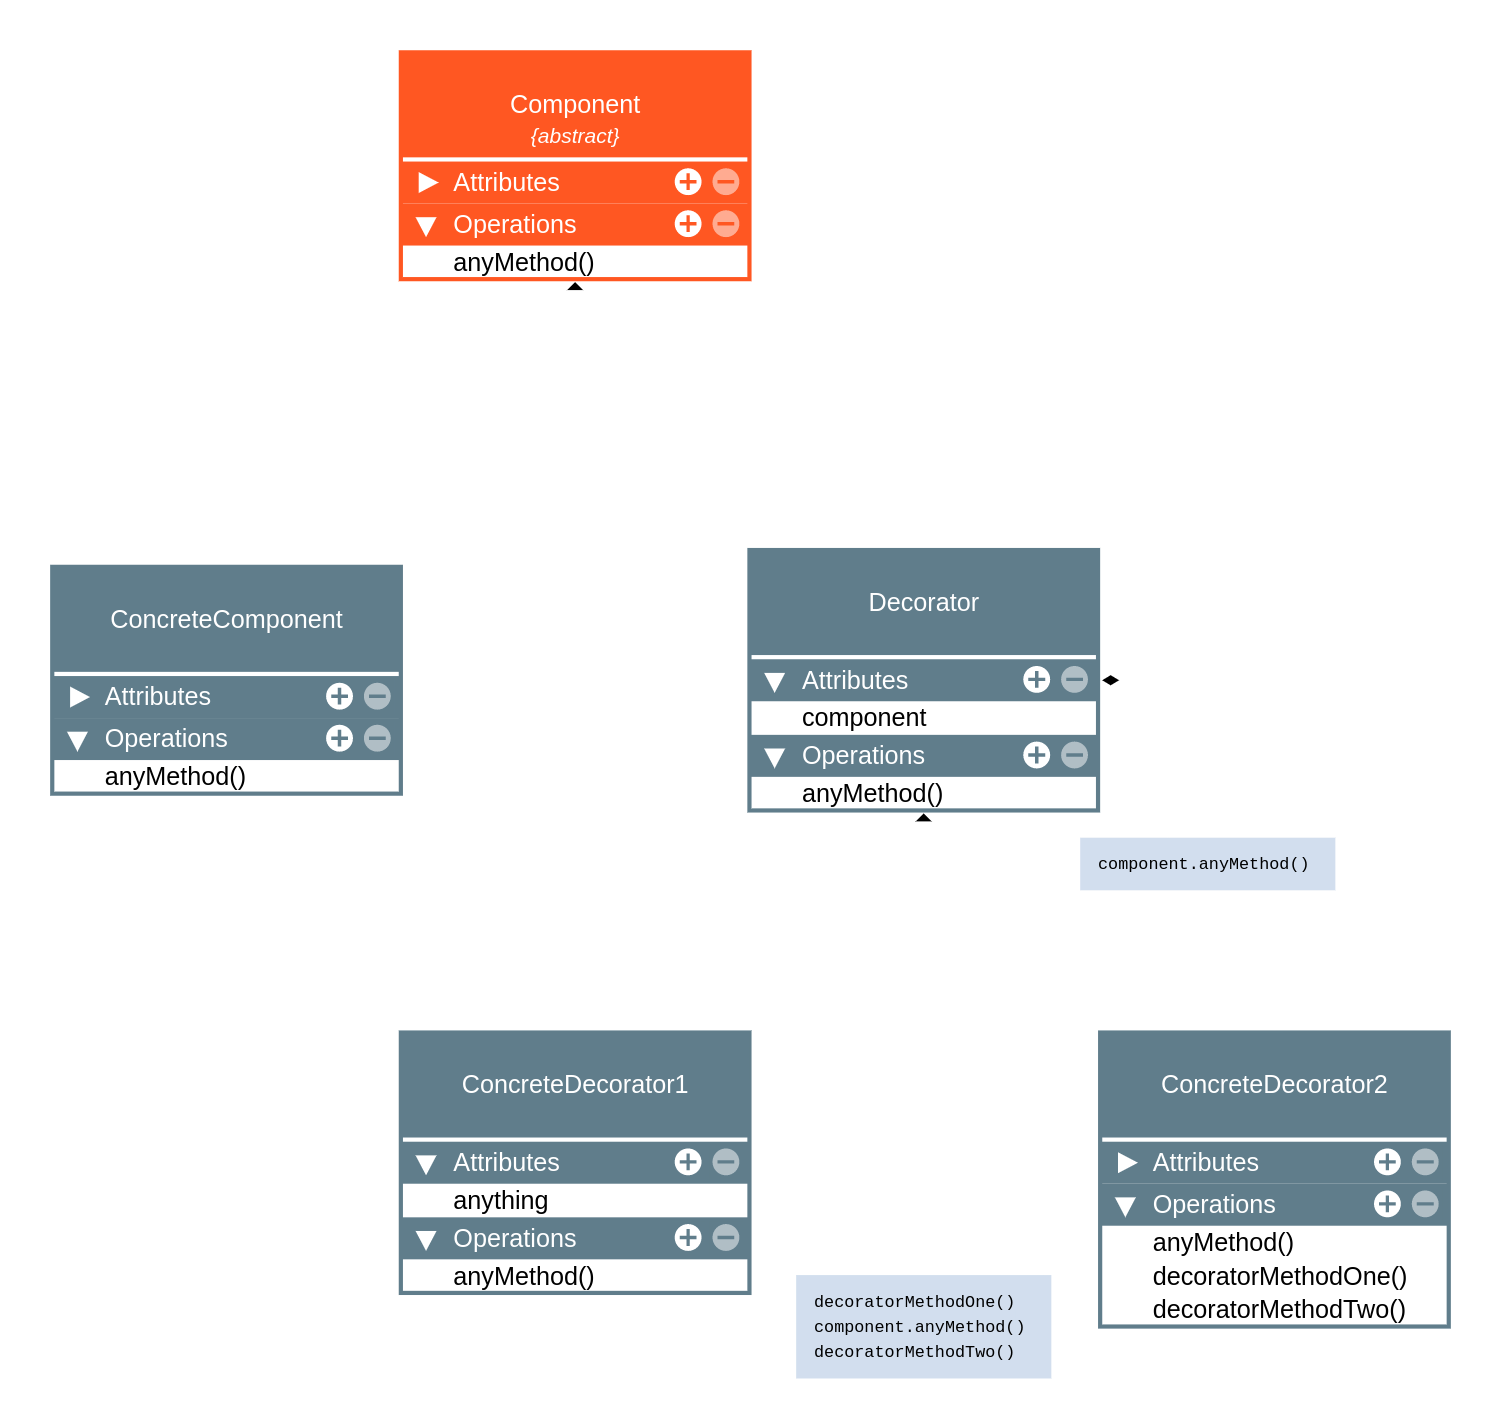 Component
{abstract}
Attributes
Operations
anyMethod()
ConcreteComponent
Attributes
Operations
anyMethod()
Decorator
Attributes
component
Operations
anyMethod()
component.anyMethod()
ConcreteDecorator1
Attributes
anything
Operations
anyMethod()
decoratorMethodOne()
component.anyMethod()
decoratorMethodTwo()
ConcreteDecorator2
Attributes
Operations
anyMethod()
decoratorMethodOne()
decoratorMethodTwo()